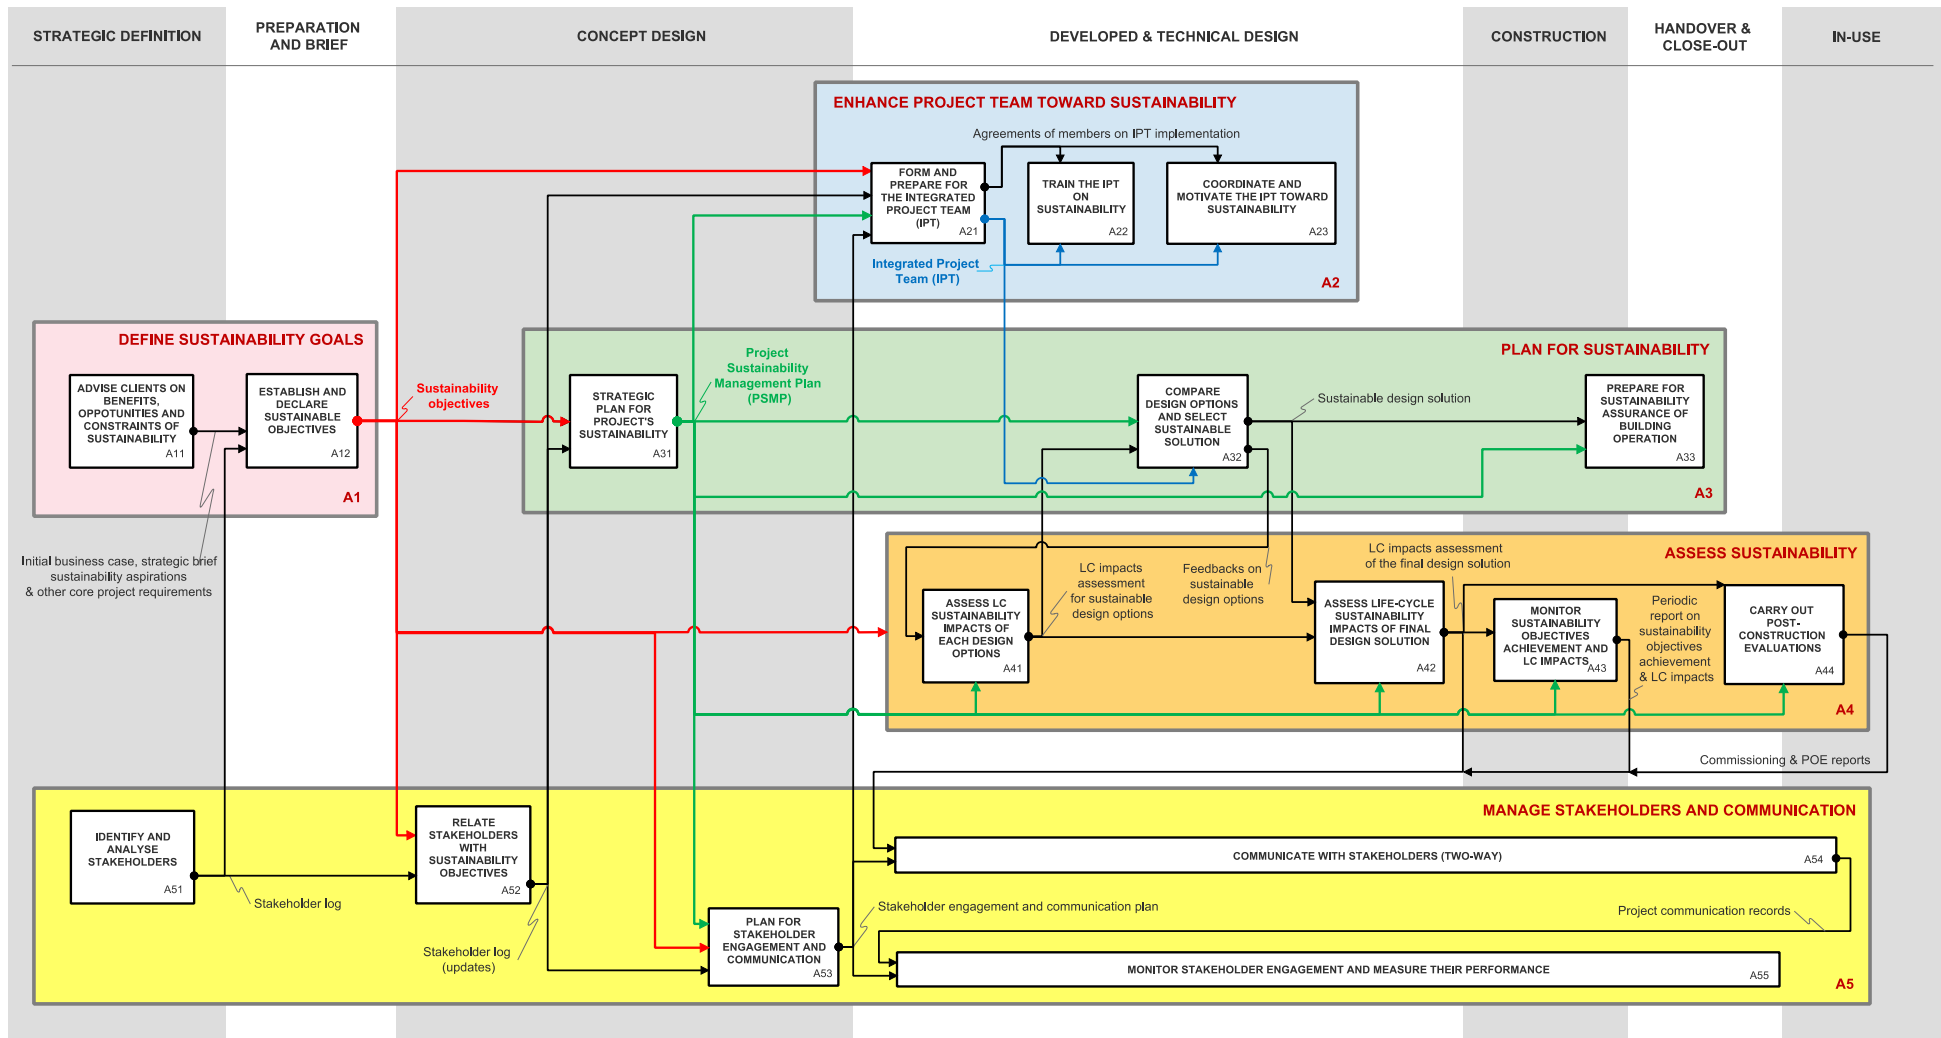 STRATEGIC DEFINITION
PREPARATION
AND BRIEF
CONCEPT DESIGN
DEVELOPED & TECHNICAL DESIGN
CONSTRUCTION
HANDOVER &
CLOSE-OUT
IN-USE
ENHANCE PROJECT TEAM TOWARD SUSTAINABILITY
Agreements of members on IPT implementation
FORM AND
PREPARE FOR
THE INTEGRATED
PROJECT TEAM
(IPT)
A21
TRAIN THE IPT
ON
SUSTAINABILITY
A22
COORDINATE AND
MOTIVATE THE IPT TOWARD
SUSTAINABILITY
A23
Integrated Project
Team (IPT)
A2
DEFINE SUSTAINABILITY GOALS
ADVISE CLIENTS ON
BENEFITS,
OPPOTUNITIES AND
CONSTRAINTS OF
SUSTAINABILITY
A11
ESTABLISH AND
DECLARE
SUSTAINABLE
OBJECTIVES
A12
A1
Sustainability
objectives
Initial business case, strategic brief
sustainability aspirations
& other core project requirements
PLAN FOR SUSTAINABILITY
STRATEGIC
PLAN FOR
PROJECT'S
SUSTAINABILITY
A31
Project
Sustainability
Management Plan
(PSMP)
COMPARE
DESIGN OPTIONS
AND SELECT
SUSTAINABLE
SOLUTION
A32
Sustainable design solution
PREPARE FOR
SUSTAINABILITY
ASSURANCE OF
BUILDING
OPERATION
A33
A3
ASSESS SUSTAINABILITY
ASSESS LC
SUSTAINABILITY
IMPACTS OF
EACH DESIGN
OPTIONS
A41
LC impacts
assessment
for sustainable
design options
Feedbacks on
sustainable
design options
LC impacts assessment
of the final design solution
ASSESS LIFE-CYCLE
SUSTAINABILITY
IMPACTS OF FINAL
DESIGN SOLUTION
A42
MONITOR
SUSTAINABILITY
OBJECTIVES
ACHIEVEMENT AND
LC IMPACTS
A43
Periodic
report on
sustainability
objectives
achievement
& LC impacts
CARRY OUT
POST-
CONSTRUCTION
EVALUATIONS
A44
A4
Commissioning & POE reports
MANAGE STAKEHOLDERS AND COMMUNICATION
IDENTIFY AND
ANALYSE
STAKEHOLDERS
A51
Stakeholder log
RELATE
STAKEHOLDERS
WITH
SUSTAINABILITY
OBJECTIVES
A52
Stakeholder log
(updates)
PLAN FOR
STAKEHOLDER
ENGAGEMENT AND
COMMUNICATION
A53
Stakeholder engagement and communication plan
COMMUNICATE WITH STAKEHOLDERS (TWO-WAY)
A54
Project communication records
MONITOR STAKEHOLDER ENGAGEMENT AND MEASURE THEIR PERFORMANCE
A55
A5